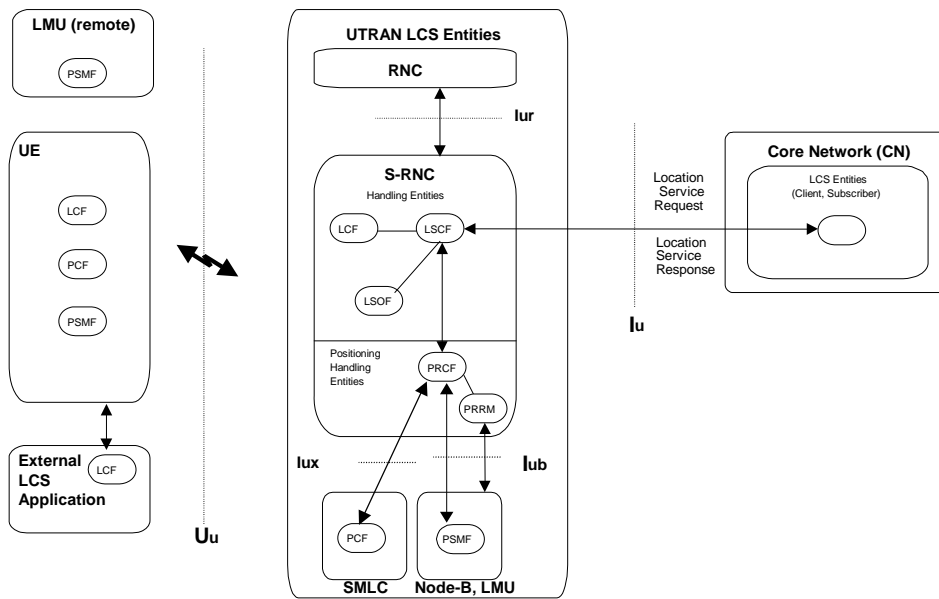 LMU (remote)
PSMF
UE
LCF
PCF
PSMF
External
LCS
Application
LCF
Uu
UTRAN LCS Entities
RNC
Iur
S-RNC
Handling Entities
LCF
LSCF
LSOF
Positioning
Handling
Entities
PRCF
PRRM
Iux
Iub
PCF
PSMF
SMLC
Node-B, LMU
Location
Service
Request
Location
Service
Response
Iu
Core Network (CN)
LCS Entities
(Client, Subscriber)